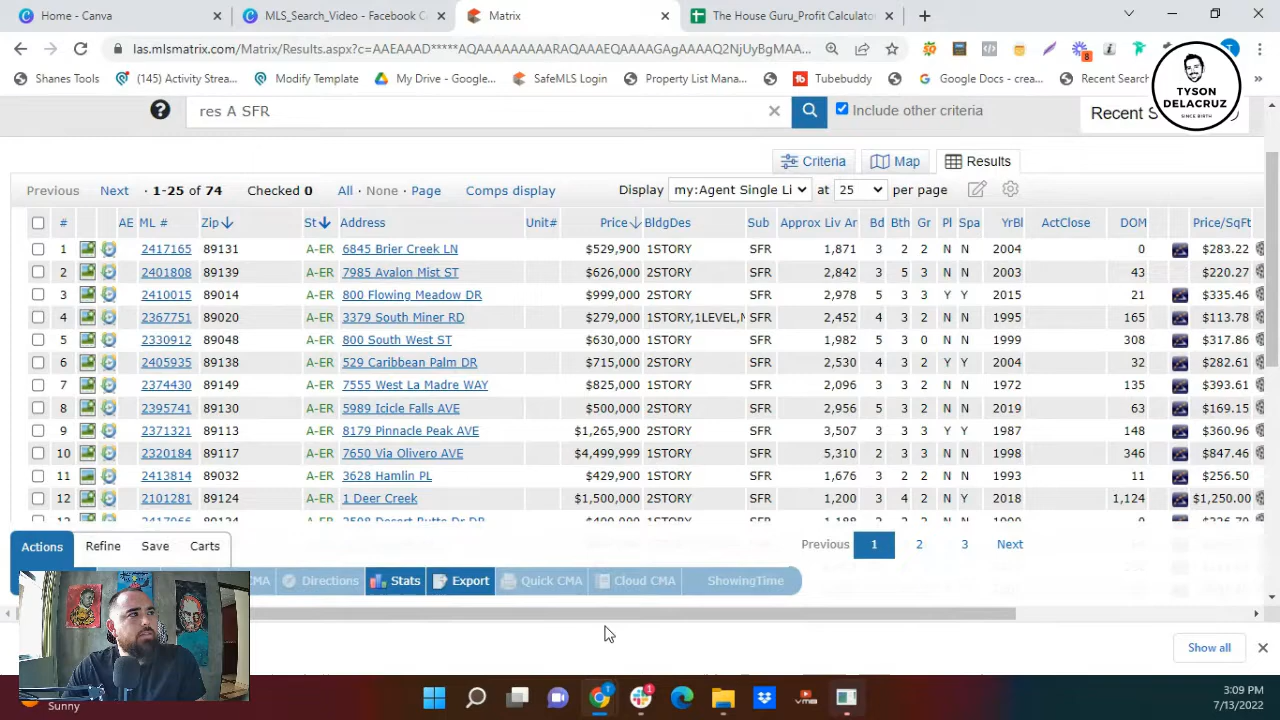 Home - Canva
MLS_Search_Video - Facebook C
Matrix
The House Guru_Profit Calculator
las.mlsmatrix.com/Matrix/Results.aspx?c=AAEAAAD*****AQAAAAAAAAARAQAAAEQAAAAGAgAAAAQ2NjUyBgMAAA...
8
Shanes Tools
(145) Activity Strea...
Modify Template
My Drive - Google...
SafeMLS Login
Property List Mana...
Tubebuddy
Google Docs - crea...
Recent Search
TYSON
DELACRUZ
SINCE BIRTH
res A SFR
Include other criteria
Recent S
Criteria
Map
Results
Previous Next · 1-25 of 74 Checked 0 All · None · Page Comps display
Display my:Agent Single Li at 25 per page
# AE ML # Zip St Address Unit# Price BldgDes Sub Approx Liv Ar Bd Bth Gr Pl Spa YrBl ActClose DOM Price/SqFt
1 2417165 89131 A-ER 6845 Brier Creek LN $529,900 1STORY SFR 1,871 3 2 2 N N 2004 0 $283.22
2 2401808 89139 A-ER 7985 Avalon Mist ST $626,000 2STORY SFR 2,842 3 5 3 N N 2003 43 $220.27
3 2410015 89014 A-ER 800 Flowing Meadow DR $999,000 2STORY SFR 2,978 5 3 3 Y Y 2015 21 $335.46
4 2367751 89020 A-ER 3379 South Miner RD $279,000 1STORY,1LEVEL,M SFR 2,452 4 3 2 N N 1995 165 $113.78
5 2330912 89048 A-ER 800 South West ST $630,000 1STORY SFR 1,982 5 3 0 N N 1999 308 $317.86
6 2405935 89138 A-ER 529 Caribbean Palm DR $715,000 2STORY SFR 2,530 4 3 2 Y Y 2004 32 $282.61
7 2374430 89149 A-ER 7555 West La Madre WAY $825,000 1STORY SFR 2,096 3 3 2 N N 1972 135 $393.61
8 2395741 89130 A-ER 5989 Icicle Falls AVE $500,000 2STORY SFR 2,956 5 3 2 N N 2019 63 $169.15
9 2371321 89113 A-ER 8179 Pinnacle Peak AVE $1,265,900 2STORY SFR 3,507 3 3 3 Y Y 1987 148 $360.96
10 2320184 89117 A-ER 7650 Via Olivero AVE $4,499,999 1STORY SFR 5,310 2 3 3 N N 1998 346 $847.46
11 2413814 89032 A-ER 3628 Hamlin PL $429,900 1STORY SFR 1,676 3 2 2 N N 1993 11 $256.50
12 2101281 89124 A-ER 1 Deer Creek $1,500,000 2STORY SFR 1,200 3 4 2 N Y 2018 1,124 $1,250.00
Actions Refine Save Carts
Previous 1 2 3 Next
MA Directions Stats Export Quick CMA Cloud CMA ShowingTime
Show all
Sunny
3:09 PM
7/13/2022